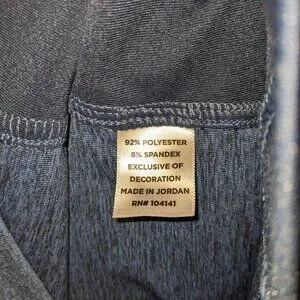 92% POLYESTER
8% SPANDEX
EXCLUSIVE OF
DECORATION
MADE IN JORDAN
RN# 104141